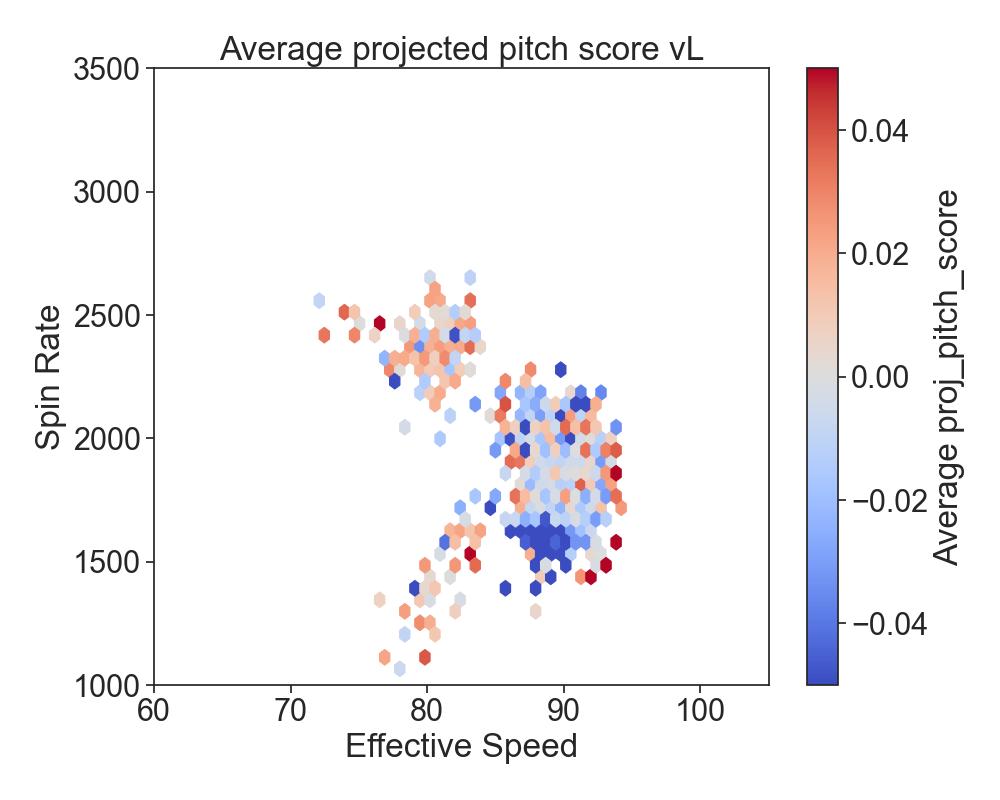 Average projected pitch score vL
3500
3000
2500
2000
1500
1000
Spin Rate
60 70 80 90 100
Effective Speed
0.04
0.02
0.00
−0.02
−0.04
Average proj_pitch_score